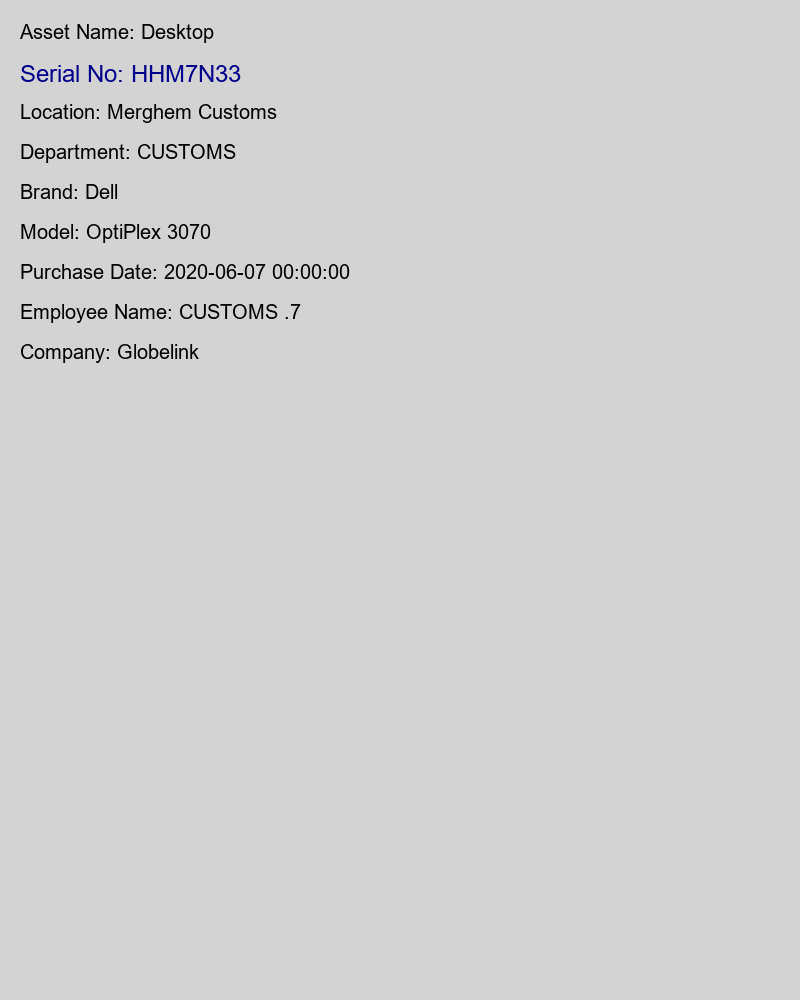 Asset Name: Desktop
Serial No: HHM7N33
Location: Merghem Customs
Department: CUSTOMS
Brand: Dell
Model: OptiPlex 3070
Purchase Date: 2020-06-07 00:00:00
Employee Name: CUSTOMS .7
Company: Globelink